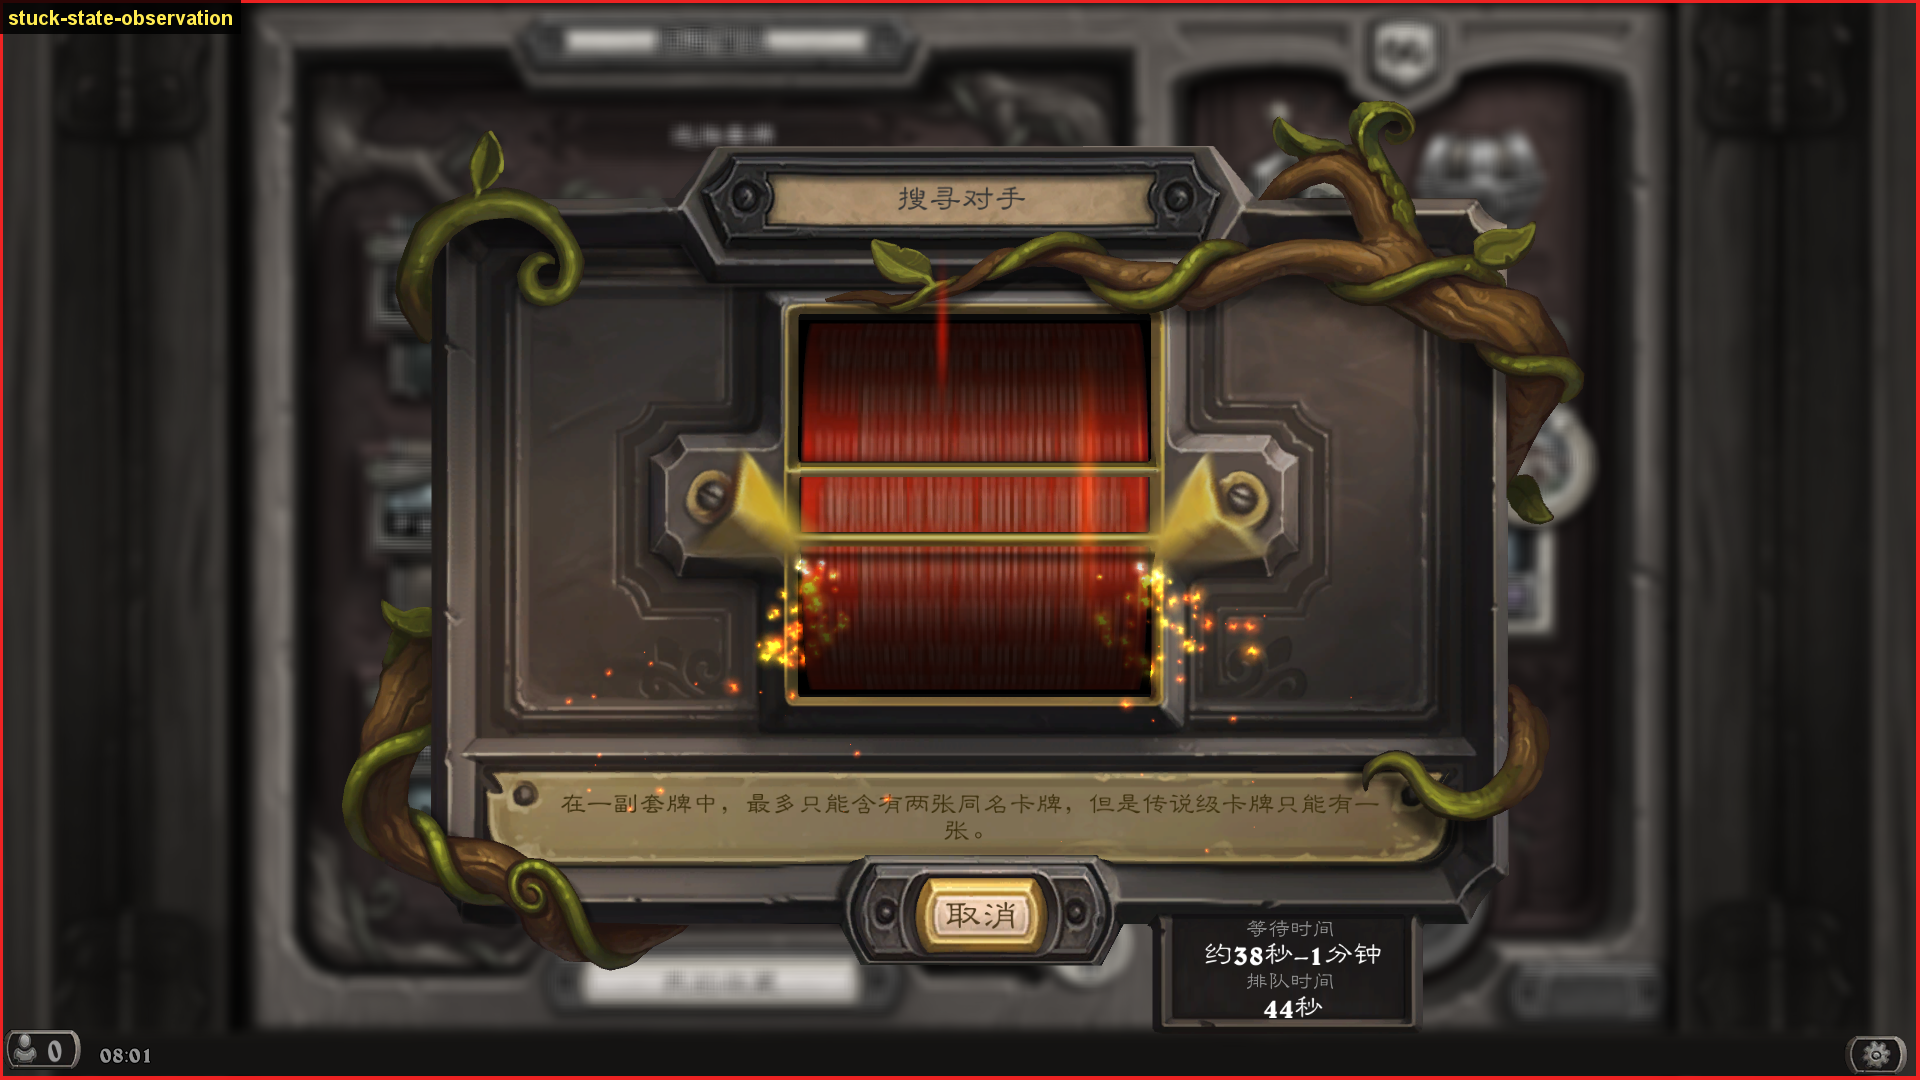 stuck-state-observation
搜寻对手
在一副套牌中，最多只能含有两张同名卡牌，但是传说级卡牌只能有一
张。
取消
等待时间
约38秒–1分钟
排队时间
44秒
0
08:01